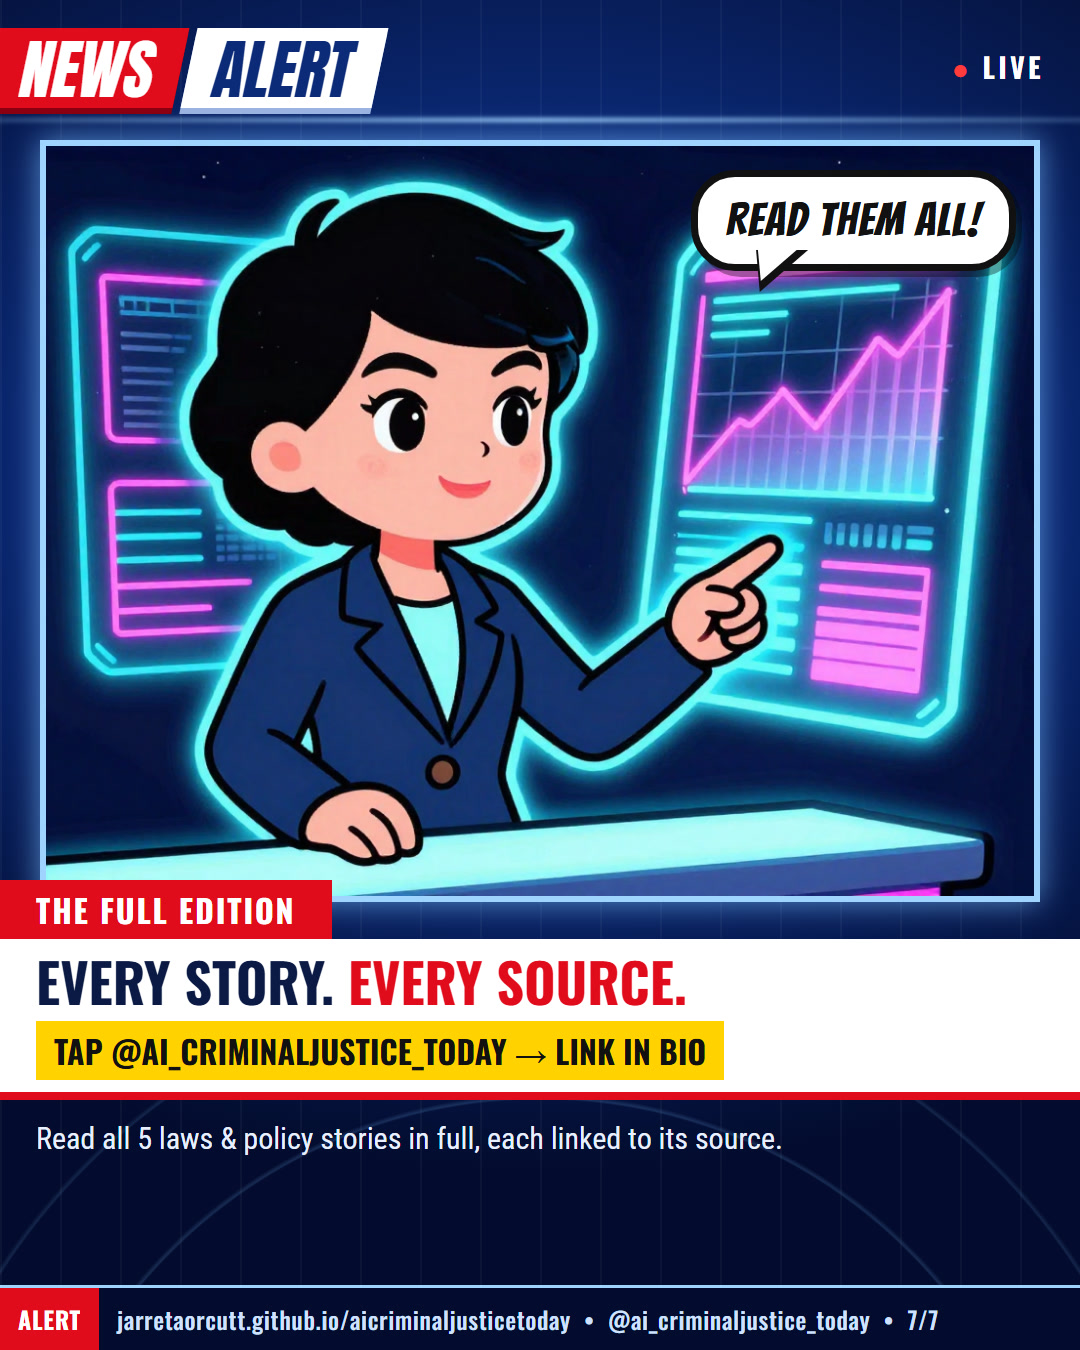 NEWS ALERT
LIVE
READ THEM ALL!
THE FULL EDITION
EVERY STORY. EVERY SOURCE.
TAP @AI_CRIMINALJUSTICE_TODAY → LINK IN BIO
Read all 5 laws & policy stories in full, each linked to its source.
ALERT jarretaorcutt.github.io/aicriminaljusticetoday • @ai_criminaljustice_today • 7/7